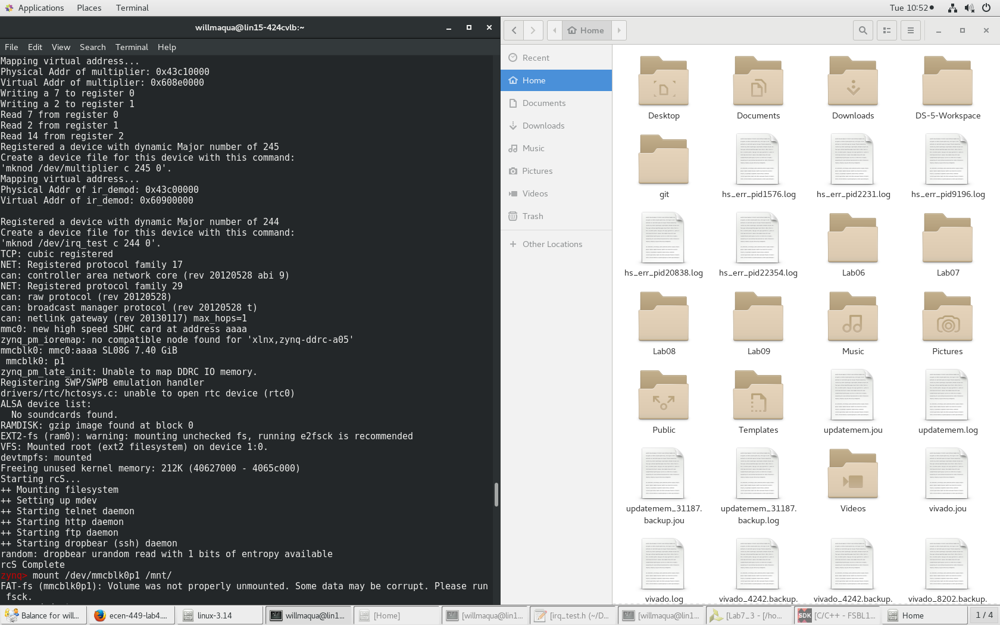 Applications Places Terminal Tue 10:52
willmaqua@lin15-424cvlb:~
File Edit View Search Terminal Help
Mapping virtual address...
Physical Addr of multiplier: 0x43c10000
Virtual Addr of multiplier: 0x608e0000
Writing a 7 to register 0
Writing a 2 to register 1
Read 7 from register 0
Read 2 from register 1
Read 14 from register 2
Registered a device with dynamic Major number of 245
Create a device file for this device with this command:
'mknod /dev/multiplier c 245 0'.
Mapping virtual address...
Physical Addr of ir_demod: 0x43c00000
Virtual Addr of ir_demod: 0x60900000
Registered a device with dynamic Major number of 244
Create a device file for this device with this command:
'mknod /dev/irq_test c 244 0'.
TCP: cubic registered
NET: Registered protocol family 17
can: controller area network core (rev 20120528 abi 9)
NET: Registered protocol family 29
can: raw protocol (rev 20120528)
can: broadcast manager protocol (rev 20120528 t)
can: netlink gateway (rev 20130117) max_hops=1
mmc0: new high speed SDHC card at address aaaa
zynq_pm_ioremap: no compatible node found for 'xlnx,zynq-ddrc-a05'
mmcblk0: mmc0:aaaa SL08G 7.40 GiB
mmcblk0: p1
zynq_pm_late_init: Unable to map DDRC IO memory.
Registering SWP/SWPB emulation handler
drivers/rtc/hctosys.c: unable to open rtc device (rtc0)
ALSA device list:
No soundcards found.
RAMDISK: gzip image found at block 0
EXT2-fs (ram0): warning: mounting unchecked fs, running e2fsck is recommended
VFS: Mounted root (ext2 filesystem) on device 1:0.
devtmpfs: mounted
Freeing unused kernel memory: 212K (40627000 - 4065c000)
Starting rcS...
++ Mounting filesystem
++ Setting up mdev
++ Starting telnet daemon
++ Starting http daemon
++ Starting ftp daemon
++ Starting dropbear (ssh) daemon
random: dropbear urandom read with 1 bits of entropy available
rcS Complete
zynq> mount /dev/mmcblk0p1 /mnt/
FAT-fs (mmcblk0p1): Volume was not properly unmounted. Some data may be corrupt. Please run
fsck.
Home
Recent
Home
Documents
Downloads
Music
Pictures
Videos
Trash
Other Locations
Desktop Documents Downloads DS-5-Workspace
git hs_err_pid1576.log hs_err_pid2231.log hs_err_pid9196.log
hs_err_pid20838.log hs_err_pid22354.log Lab06 Lab07
Lab08 Lab09 Music Pictures
Public Templates updatemem.jou updatemem.log
updatemem_31187.backup.jou updatemem_31187.backup.log Videos vivado.jou
vivado.log vivado_4242.backup. vivado_4242.backup. vivado_8202.backup.
Balance for will... ecen-449-lab4.... linux-3.14 willmaqua@lin1... [Home] [willmaqua@lin1... [irq_test.h (~/D... [willmaqua@lin1... [Lab7_3 - [/ho... SDK [C/C++ - FSBL1... Home 1 / 4